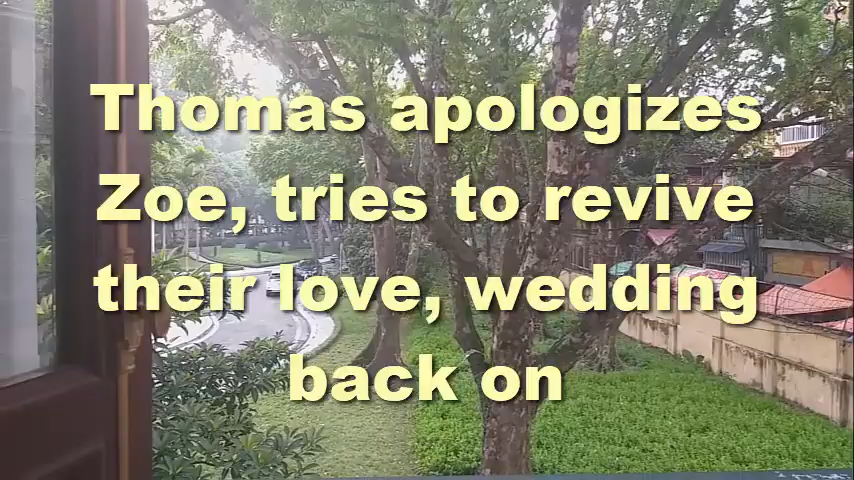 Thomas apologizes
Zoe, tries to revive
their love, wedding
back on